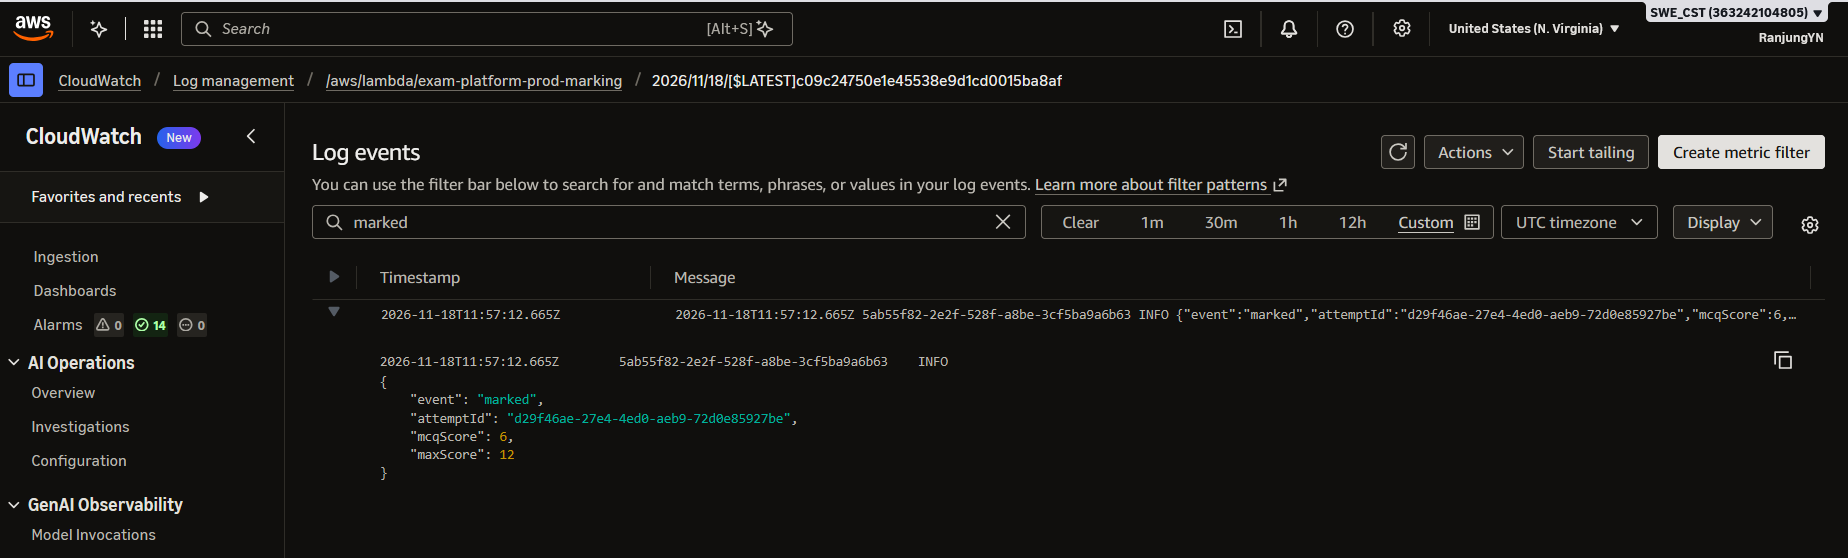 aws
Search [Alt+S]
United States (N. Virginia)
SWE_CST (363242104805)
RanjungYN
CloudWatch / Log management / /aws/lambda/exam-platform-prod-marking / 2026/11/18/[$LATEST]c09c24750e1e45538e9d1cd0015ba8af
CloudWatch New
Favorites and recents
Ingestion
Dashboards
Alarms 0 14 0
AI Operations
Overview
Investigations
Configuration
GenAI Observability
Model Invocations
Log events
Actions Start tailing Create metric filter
You can use the filter bar below to search for and match terms, phrases, or values in your log events. Learn more about filter patterns
marked
Clear 1m 30m 1h 12h Custom UTC timezone Display
Timestamp Message
2026-11-18T11:57:12.665Z 2026-11-18T11:57:12.665Z 5ab55f82-2e2f-528f-a8be-3cf5ba9a6b63 INFO {"event":"marked","attemptId":"d29f46ae-27e4-4ed0-aeb9-72d0e85927be","mcqScore":6,…
2026-11-18T11:57:12.665Z 5ab55f82-2e2f-528f-a8be-3cf5ba9a6b63 INFO
{
"event": "marked",
"attemptId": "d29f46ae-27e4-4ed0-aeb9-72d0e85927be",
"mcqScore": 6,
"maxScore": 12
}